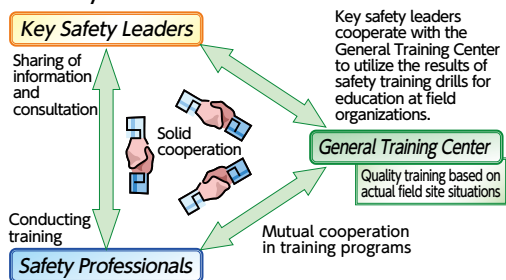 Key Safety Leaders
Sharing of
information
and
consultation
Key safety leaders
cooperate with the
General Training Center
to utilize the results of
safety training drills for
education at field
organizations.
Solid
cooperation
General Training Center
Quality training based on
actual field site situations
Conducting
training
Mutual cooperation
in training programs
Safety Professionals